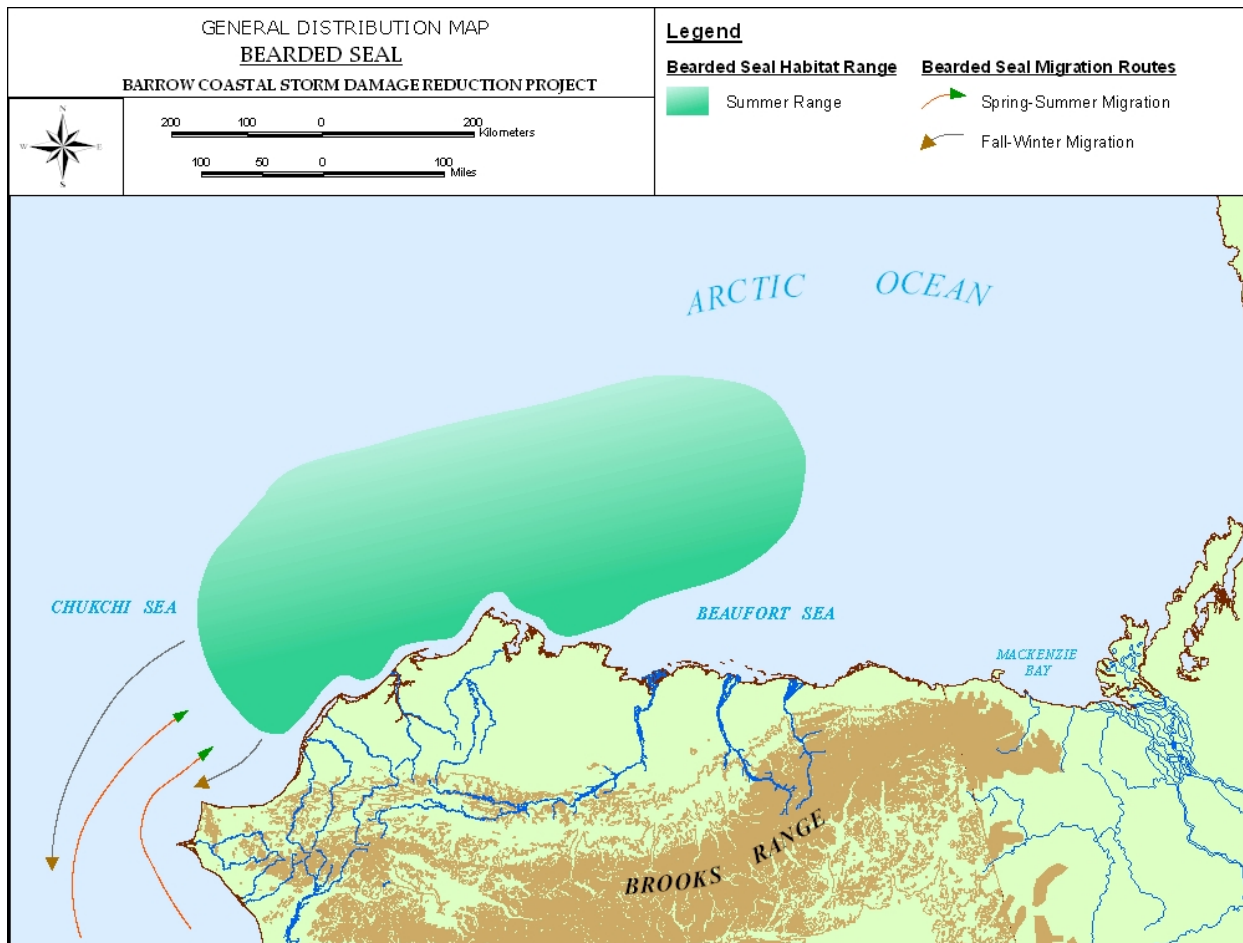 GENERAL DISTRIBUTION MAP
BEARDED SEAL
BARROW COASTAL STORM DAMAGE REDUCTION PROJECT
N
W
E
S
200 100 0 200
Kilometers
100 50 0 100
Miles
Legend
Bearded Seal Habitat Range
Summer Range
Bearded Seal Migration Routes
Spring-Summer Migration
Fall-Winter Migration
ARCTIC OCEAN
CHUKCHI SEA
BEAUFORT SEA
MACKENZIE
BAY
BROOKS RANGE